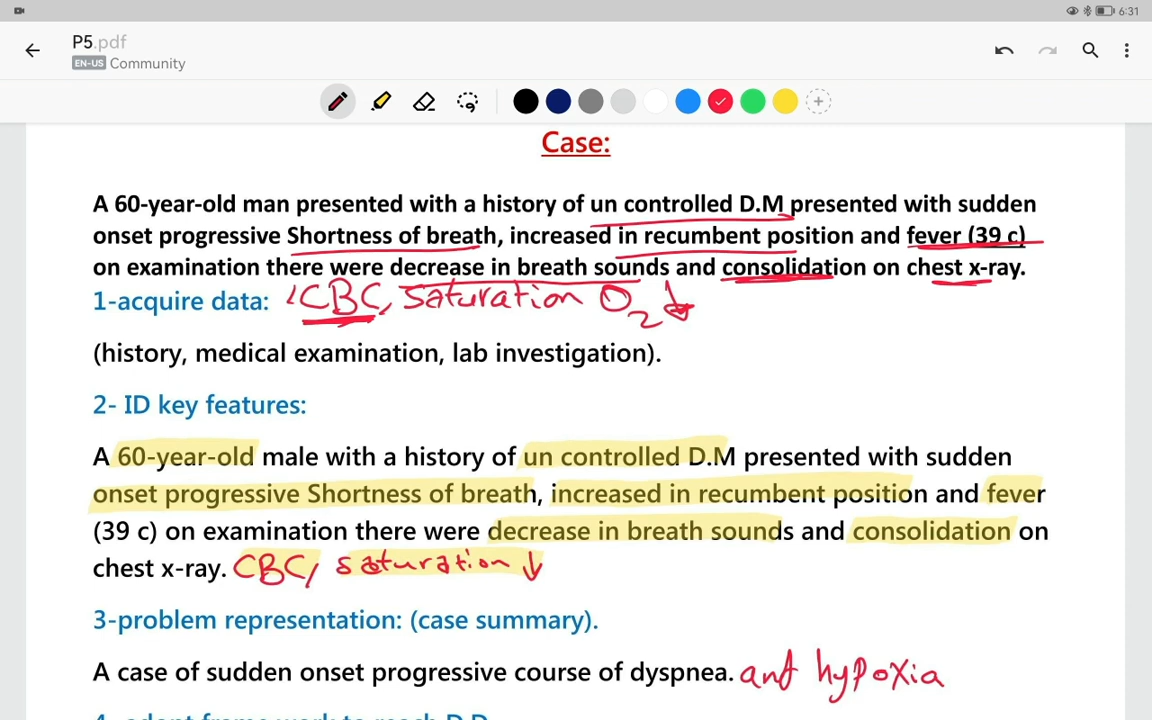 6:31
P5.pdf
EN-US Community
Case:
A 60-year-old man presented with a history of un controlled D.M presented with sudden
onset progressive Shortness of breath, increased in recumbent position and fever (39 c)
on examination there were decrease in breath sounds and consolidation on chest x-ray.
1-acquire data: CBC, saturation O2 ↓
(history, medical examination, lab investigation).
2- ID key features:
A 60-year-old male with a history of un controlled D.M presented with sudden
onset progressive Shortness of breath, increased in recumbent position and fever
(39 c) on examination there were decrease in breath sounds and consolidation on
chest x-ray. CBC, saturation ↓
3-problem representation: (case summary).
A case of sudden onset progressive course of dyspnea. and hypoxia
4- adopt frame work to reach D.D